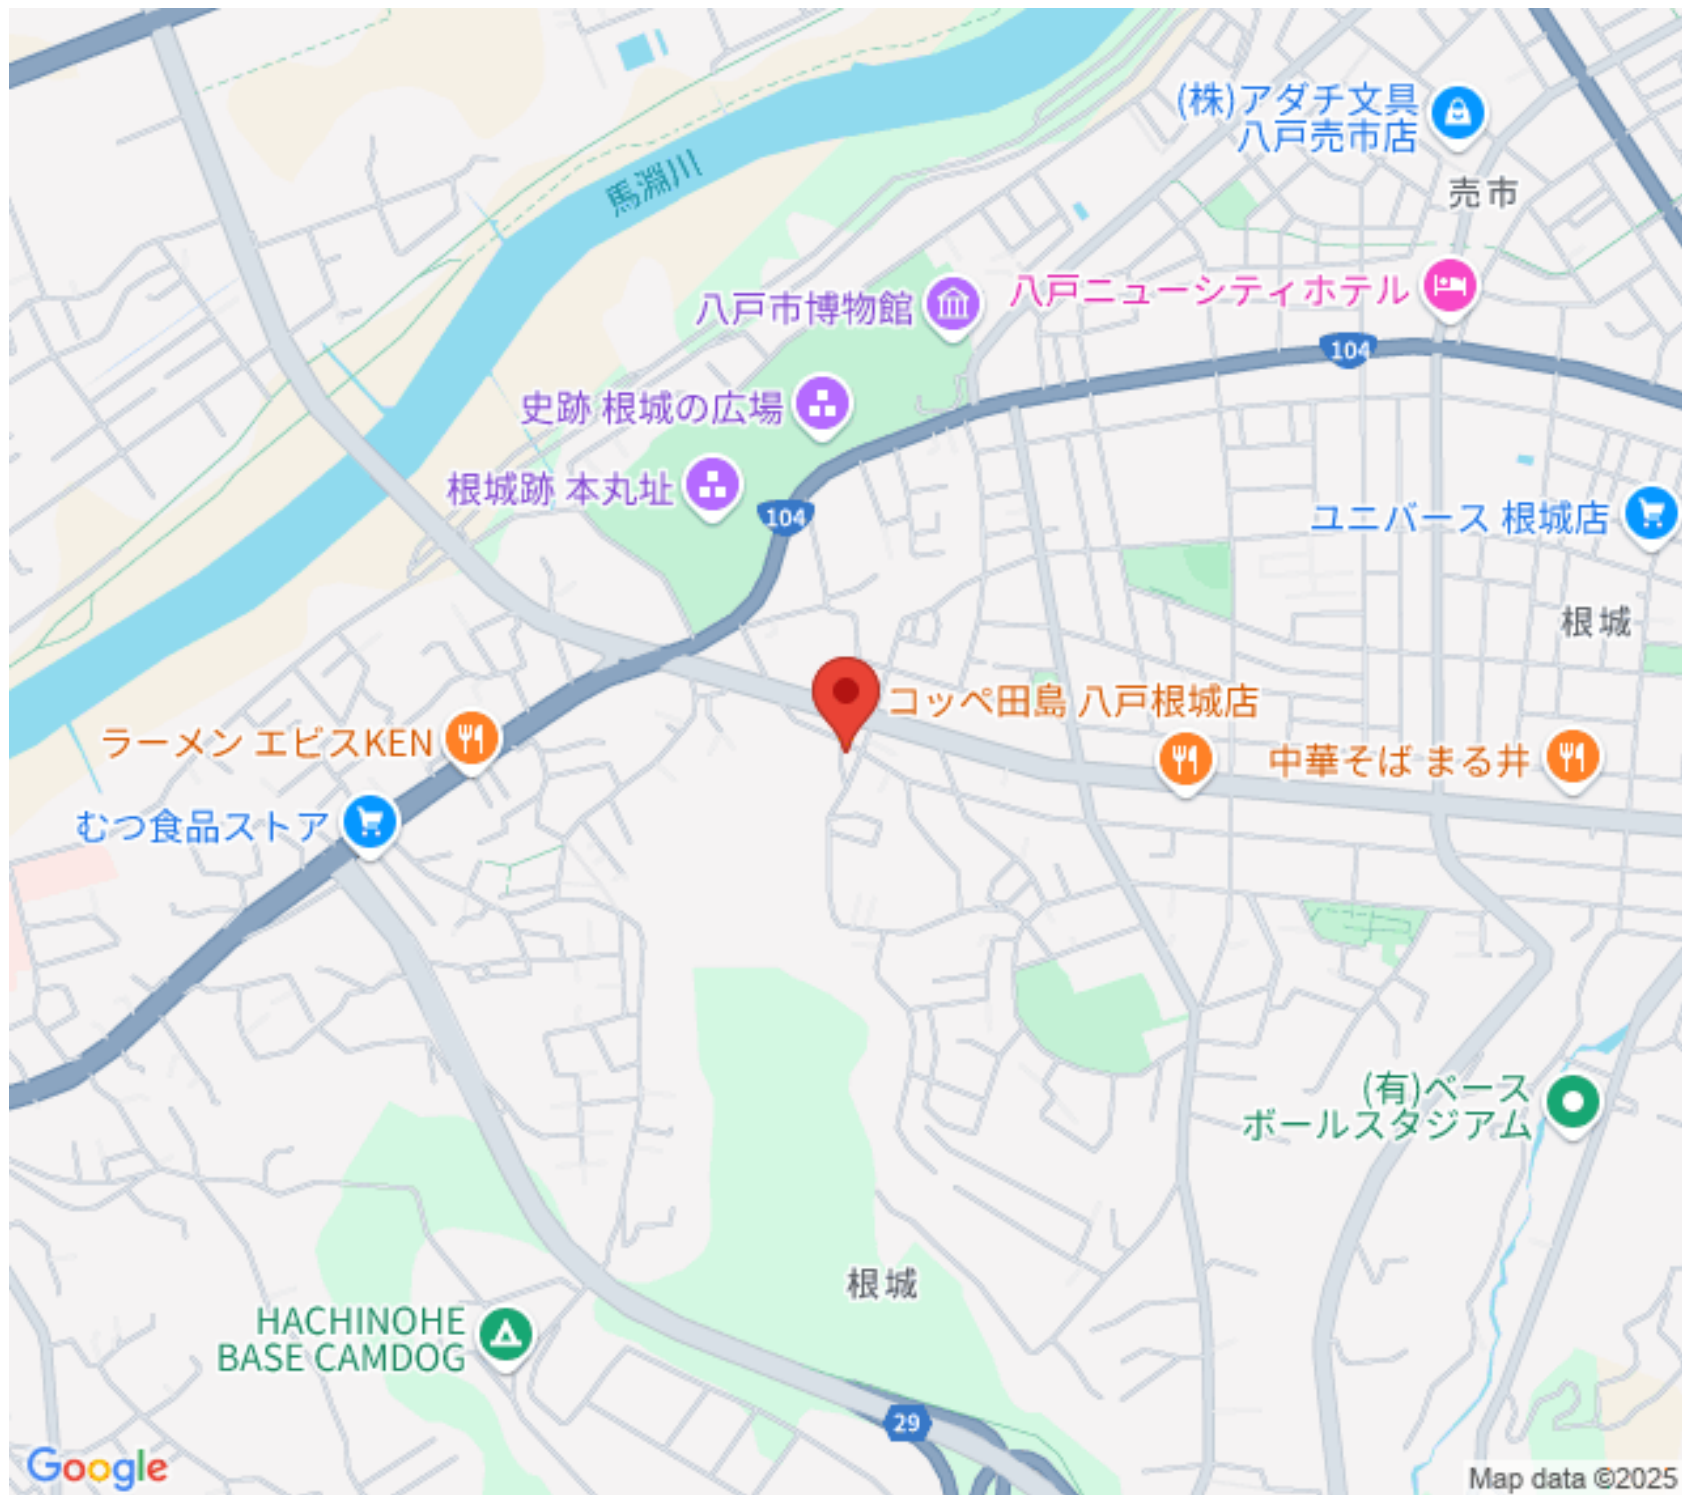 (株)アダチ文具
八戸売市店
売市
馬淵川
八戸市博物館
八戸ニューシティホテル
104
史跡 根城の広場
根城跡 本丸址
104
ユニバース 根城店
根城
コッペ田島 八戸根城店
ラーメン エビスKEN
中華そば まる井
むつ食品ストア
(有)ベース
ボールスタジアム
根城
HACHINOHE
BASE CAMDOG
29
Google
Map data ©2025